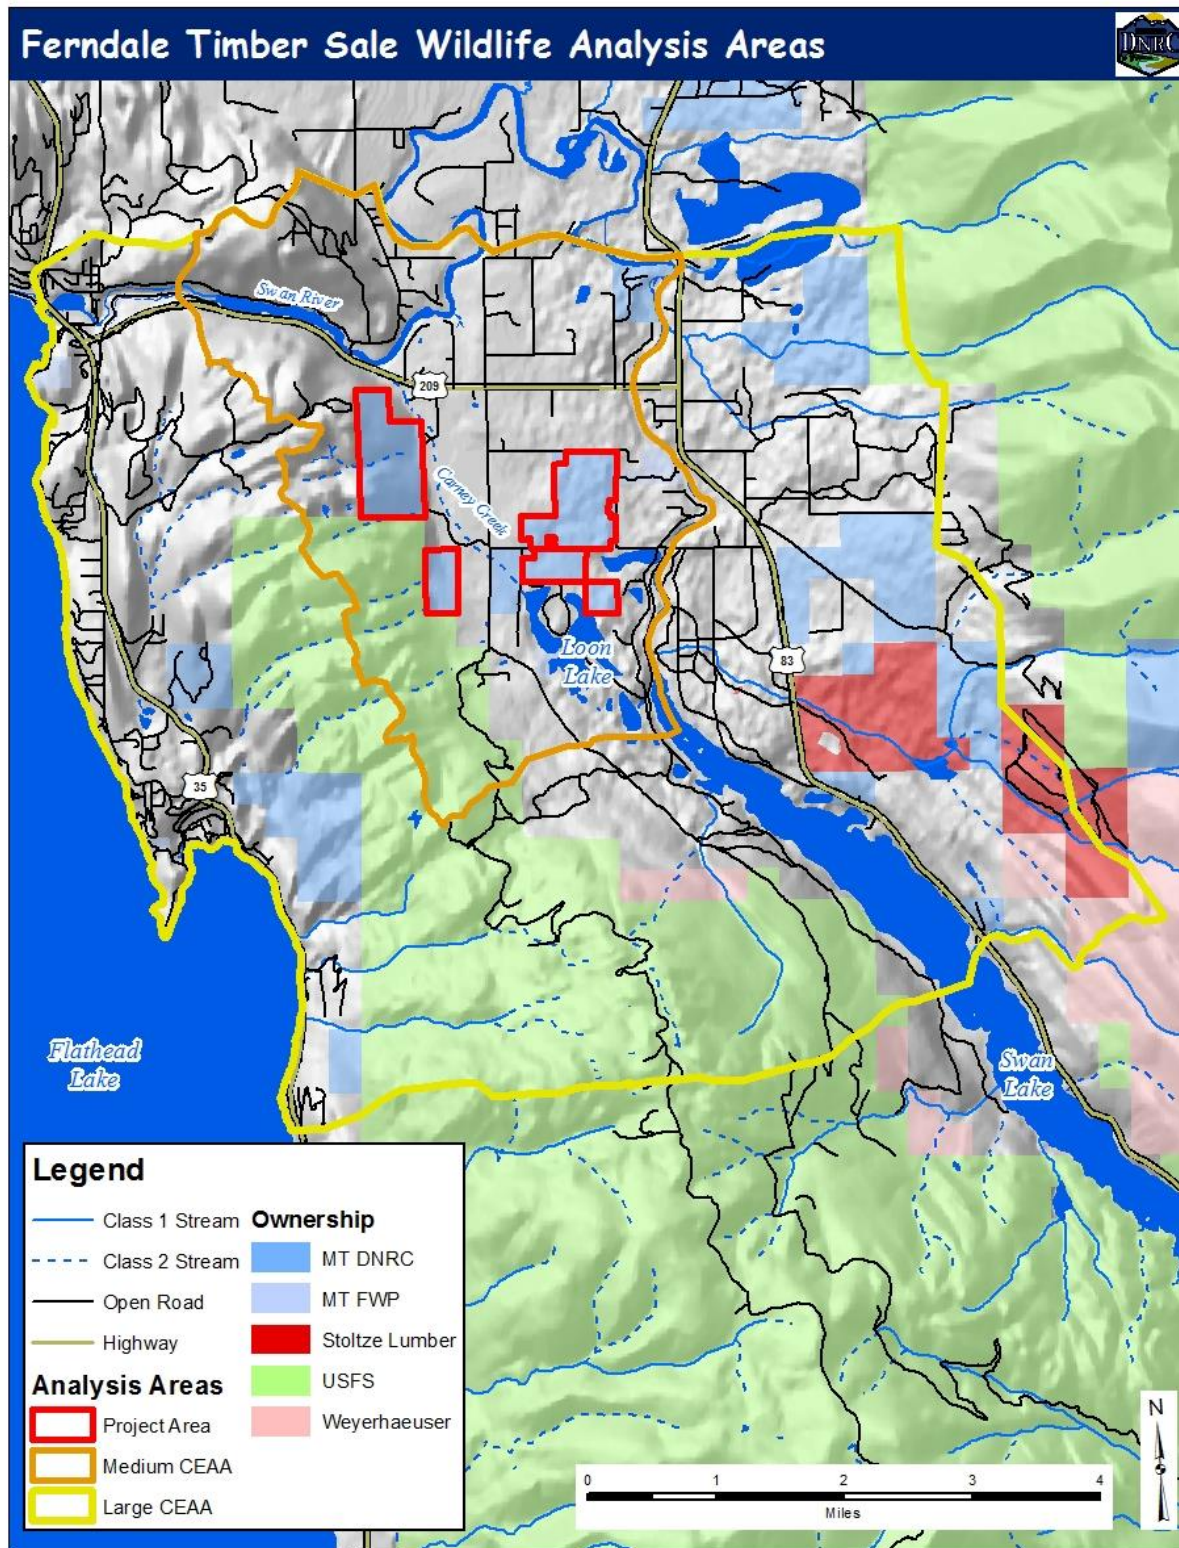 Ferndale Timber Sale Wildlife Analysis Areas
DNRC
Swan River
209
Carney Creek
Loon
Lake
83
35
Flathead
Lake
Swan
Lake
Legend
Class 1 Stream
Class 2 Stream
Open Road
Highway
Analysis Areas
Project Area
Medium CEAA
Large CEAA
Ownership
MT DNRC
MT FWP
Stoltze Lumber
USFS
Weyerhaeuser
N
0 1 2 3 4
Miles